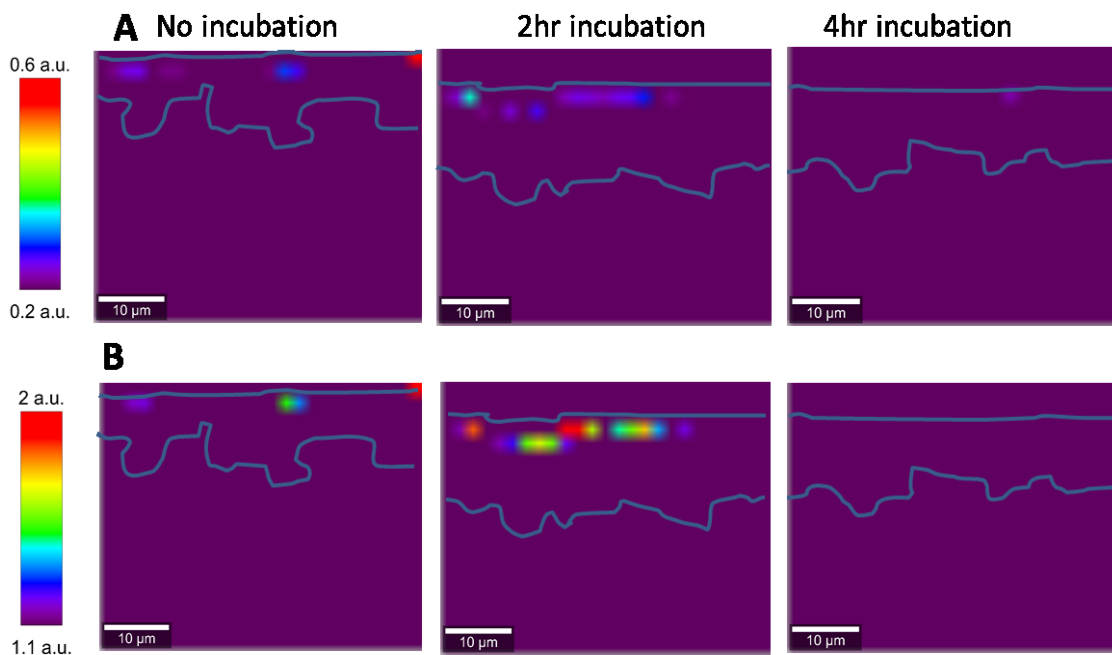 A No incubation 2hr incubation 4hr incubation
0.6 a.u.
0.2 a.u.
10 µm 10 µm 10 µm
B
2 a.u.
1.1 a.u.
10 µm 10 µm 10 µm